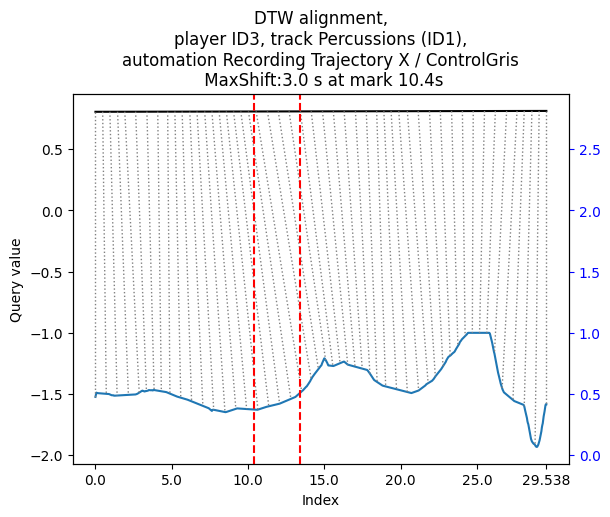 DTW alignment,
player ID3, track Percussions (ID1),
automation Recording Trajectory X / ControlGris
MaxShift:3.0 s at mark 10.4s
0.5
0.0
−0.5
−1.0
−1.5
−2.0
Query value
2.5
2.0
1.5
1.0
0.5
0.0
0.0 5.0 10.0 15.0 20.0 25.0 29.538
Index